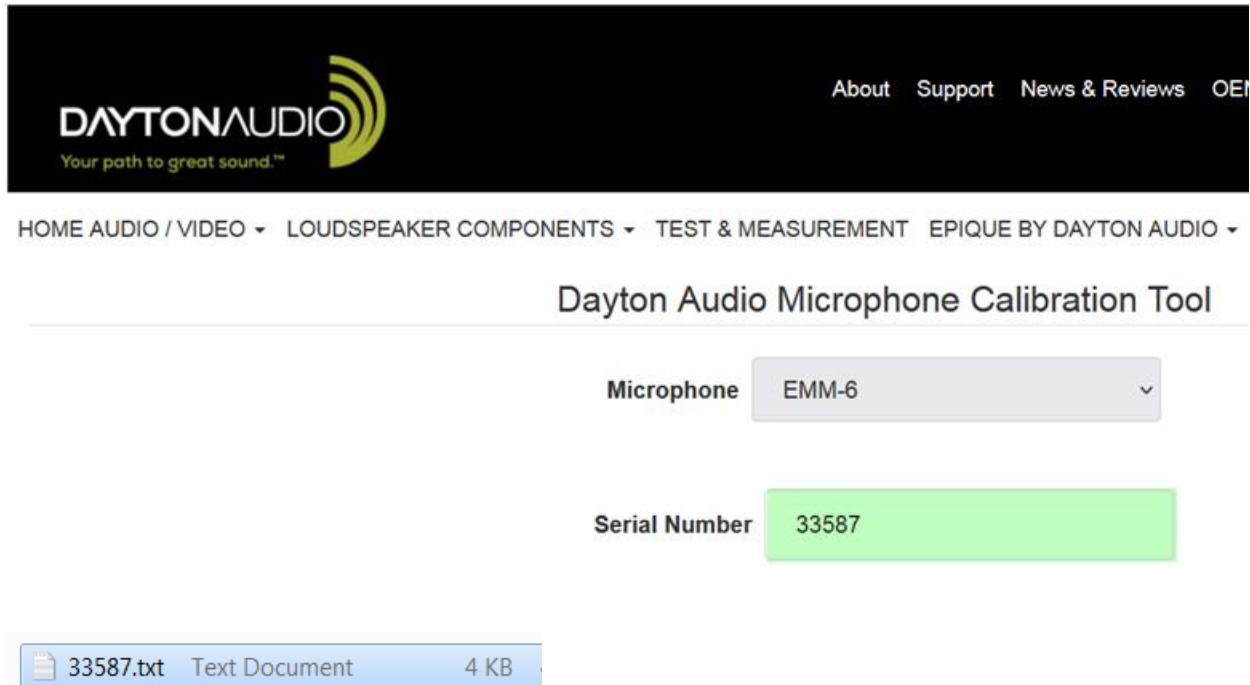 About Support News & Reviews OEM
DAYTONAUDIO
Your path to great sound.™
HOME AUDIO / VIDEO LOUDSPEAKER COMPONENTS TEST & MEASUREMENT EPIQUE BY DAYTON AUDIO
Dayton Audio Microphone Calibration Tool
Microphone EMM-6
Serial Number 33587
33587.txt Text Document 4 KB